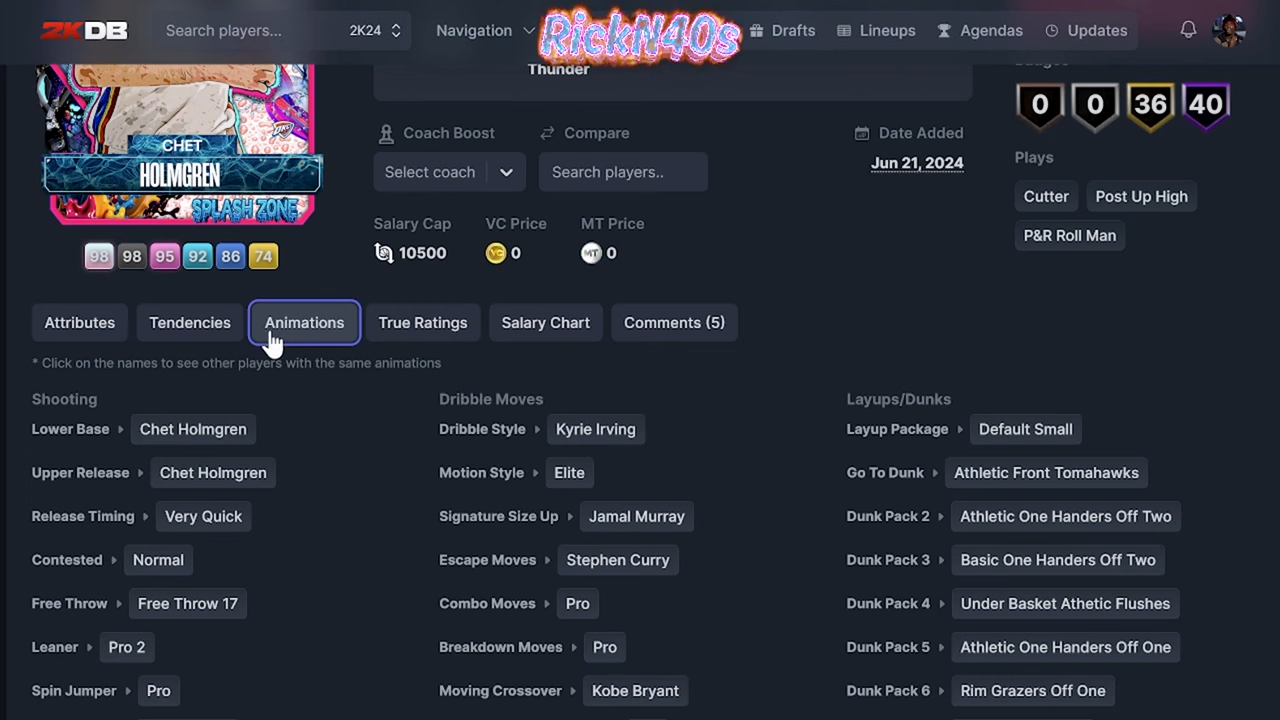 2KDB
Search players...
2K24
Navigation
RickN40s
Drafts
Lineups
Agendas
Updates
Thunder
Badges
0
0
36
40
CHET
HOLMGREN
SPLASH ZONE
98
98
95
92
86
74
Coach Boost
Compare
Date Added
Select coach
Search players..
Jun 21, 2024
Plays
Cutter
Post Up High
P&R Roll Man
Salary Cap
VC Price
MT Price
10500
VC
0
MT
0
Attributes
Tendencies
Animations
True Ratings
Salary Chart
Comments (5)
* Click on the names to see other players with the same animations
Shooting
Lower Base
Chet Holmgren
Upper Release
Chet Holmgren
Release Timing
Very Quick
Contested
Normal
Free Throw
Free Throw 17
Leaner
Pro 2
Spin Jumper
Pro
Dribble Moves
Dribble Style
Kyrie Irving
Motion Style
Elite
Signature Size Up
Jamal Murray
Escape Moves
Stephen Curry
Combo Moves
Pro
Breakdown Moves
Pro
Moving Crossover
Kobe Bryant
Layups/Dunks
Layup Package
Default Small
Go To Dunk
Athletic Front Tomahawks
Dunk Pack 2
Athletic One Handers Off Two
Dunk Pack 3
Basic One Handers Off Two
Dunk Pack 4
Under Basket Athetic Flushes
Dunk Pack 5
Athletic One Handers Off One
Dunk Pack 6
Rim Grazers Off One